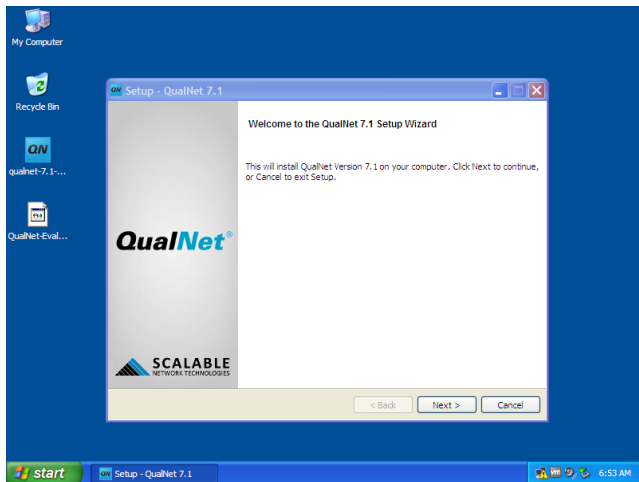 My Computer
Recycle Bin
QN
qualnet-7.1-...
QualNet-Eval...
QN Setup - QualNet 7.1
Welcome to the QualNet 7.1 Setup Wizard
This will install QualNet Version 7.1 on your computer. Click Next to continue,
or Cancel to exit Setup.
QualNet®
SCALABLE
NETWORK TECHNOLOGIES
< Back Next > Cancel
start QN Setup - QualNet 7.1 6:53 AM